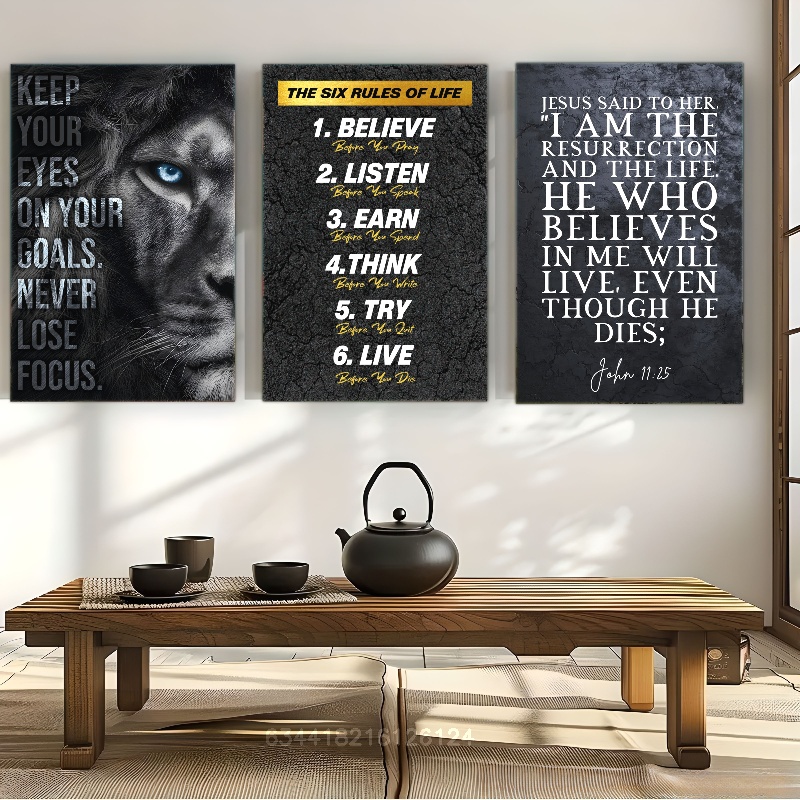 KEEP
YOUR
EYES
ON YOUR
GOALS.
NEVER
LOSE
FOCUS.
THE SIX RULES OF LIFE
1. BELIEVE
Before You Pray
2. LISTEN
Before You Speak
3. EARN
Before You Spend
4.THINK
Before You Write
5. TRY
Before You Quit
6. LIVE
Before You Die
JESUS SAID TO HER,
"I AM THE
RESURRECTION
AND THE LIFE.
HE WHO
BELIEVES
IN ME WILL
LIVE, EVEN
THOUGH HE
DIES;
John 11:25
634418216126124